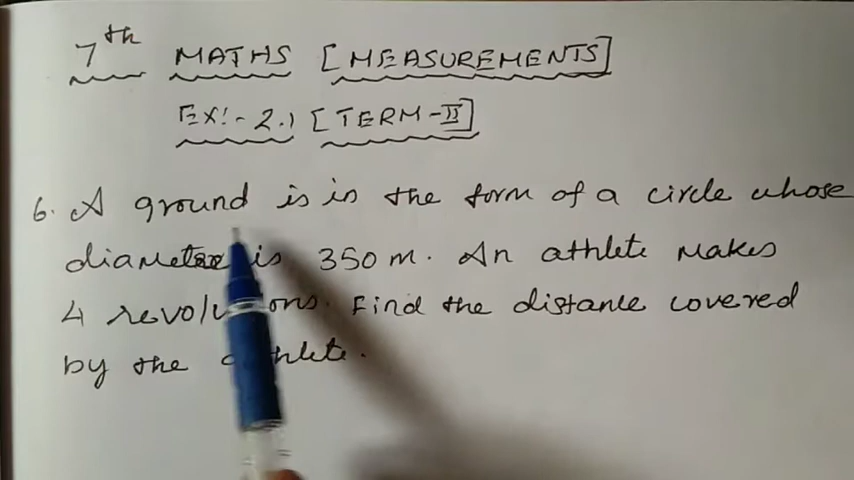 7th MATHS [MEASUREMENTS]
Ex:- 2.1 [TERM-II]
6. A ground is in the form of a circle whose
diameter is 350 m. An athlete makes
4 revolutions. Find the distance covered
by the athlete.